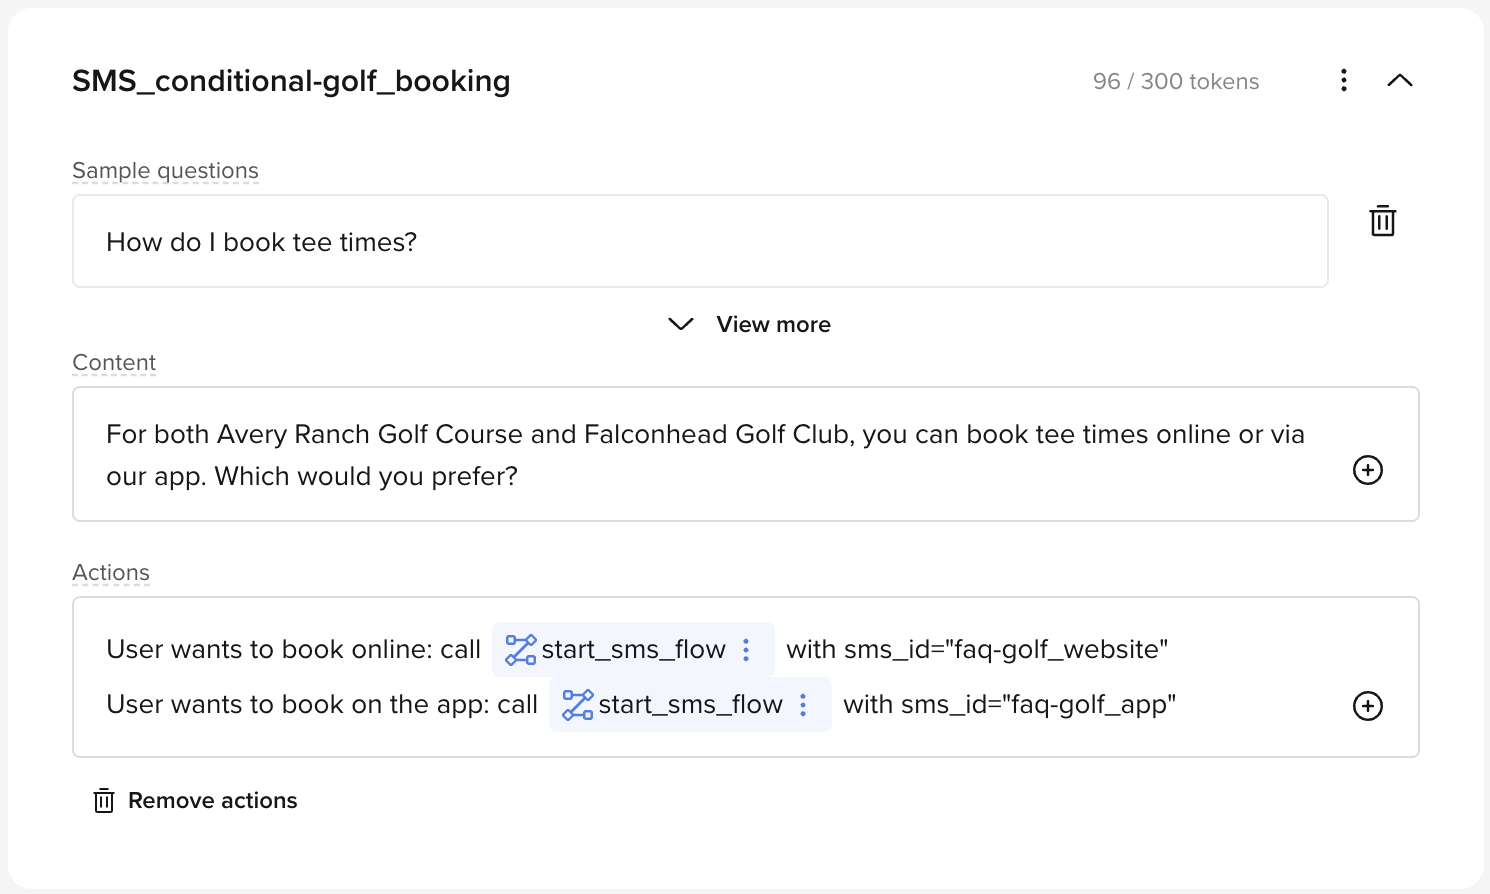 SMS_conditional-golf_booking
96 / 300 tokens
Sample questions
How do I book tee times?
View more
Content
For both Avery Ranch Golf Course and Falconhead Golf Club, you can book tee times online or via
our app. Which would you prefer?
Actions
User wants to book online: call start_sms_flow with sms_id="faq-golf_website"
User wants to book on the app: call start_sms_flow with sms_id="faq-golf_app"
Remove actions